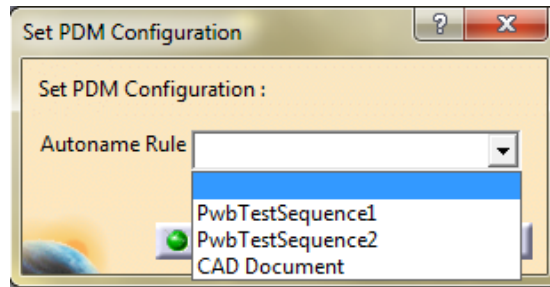 Set PDM Configuration
? X
Set PDM Configuration :
Autoname Rule
PwbTestSequence1
PwbTestSequence2
CAD Document